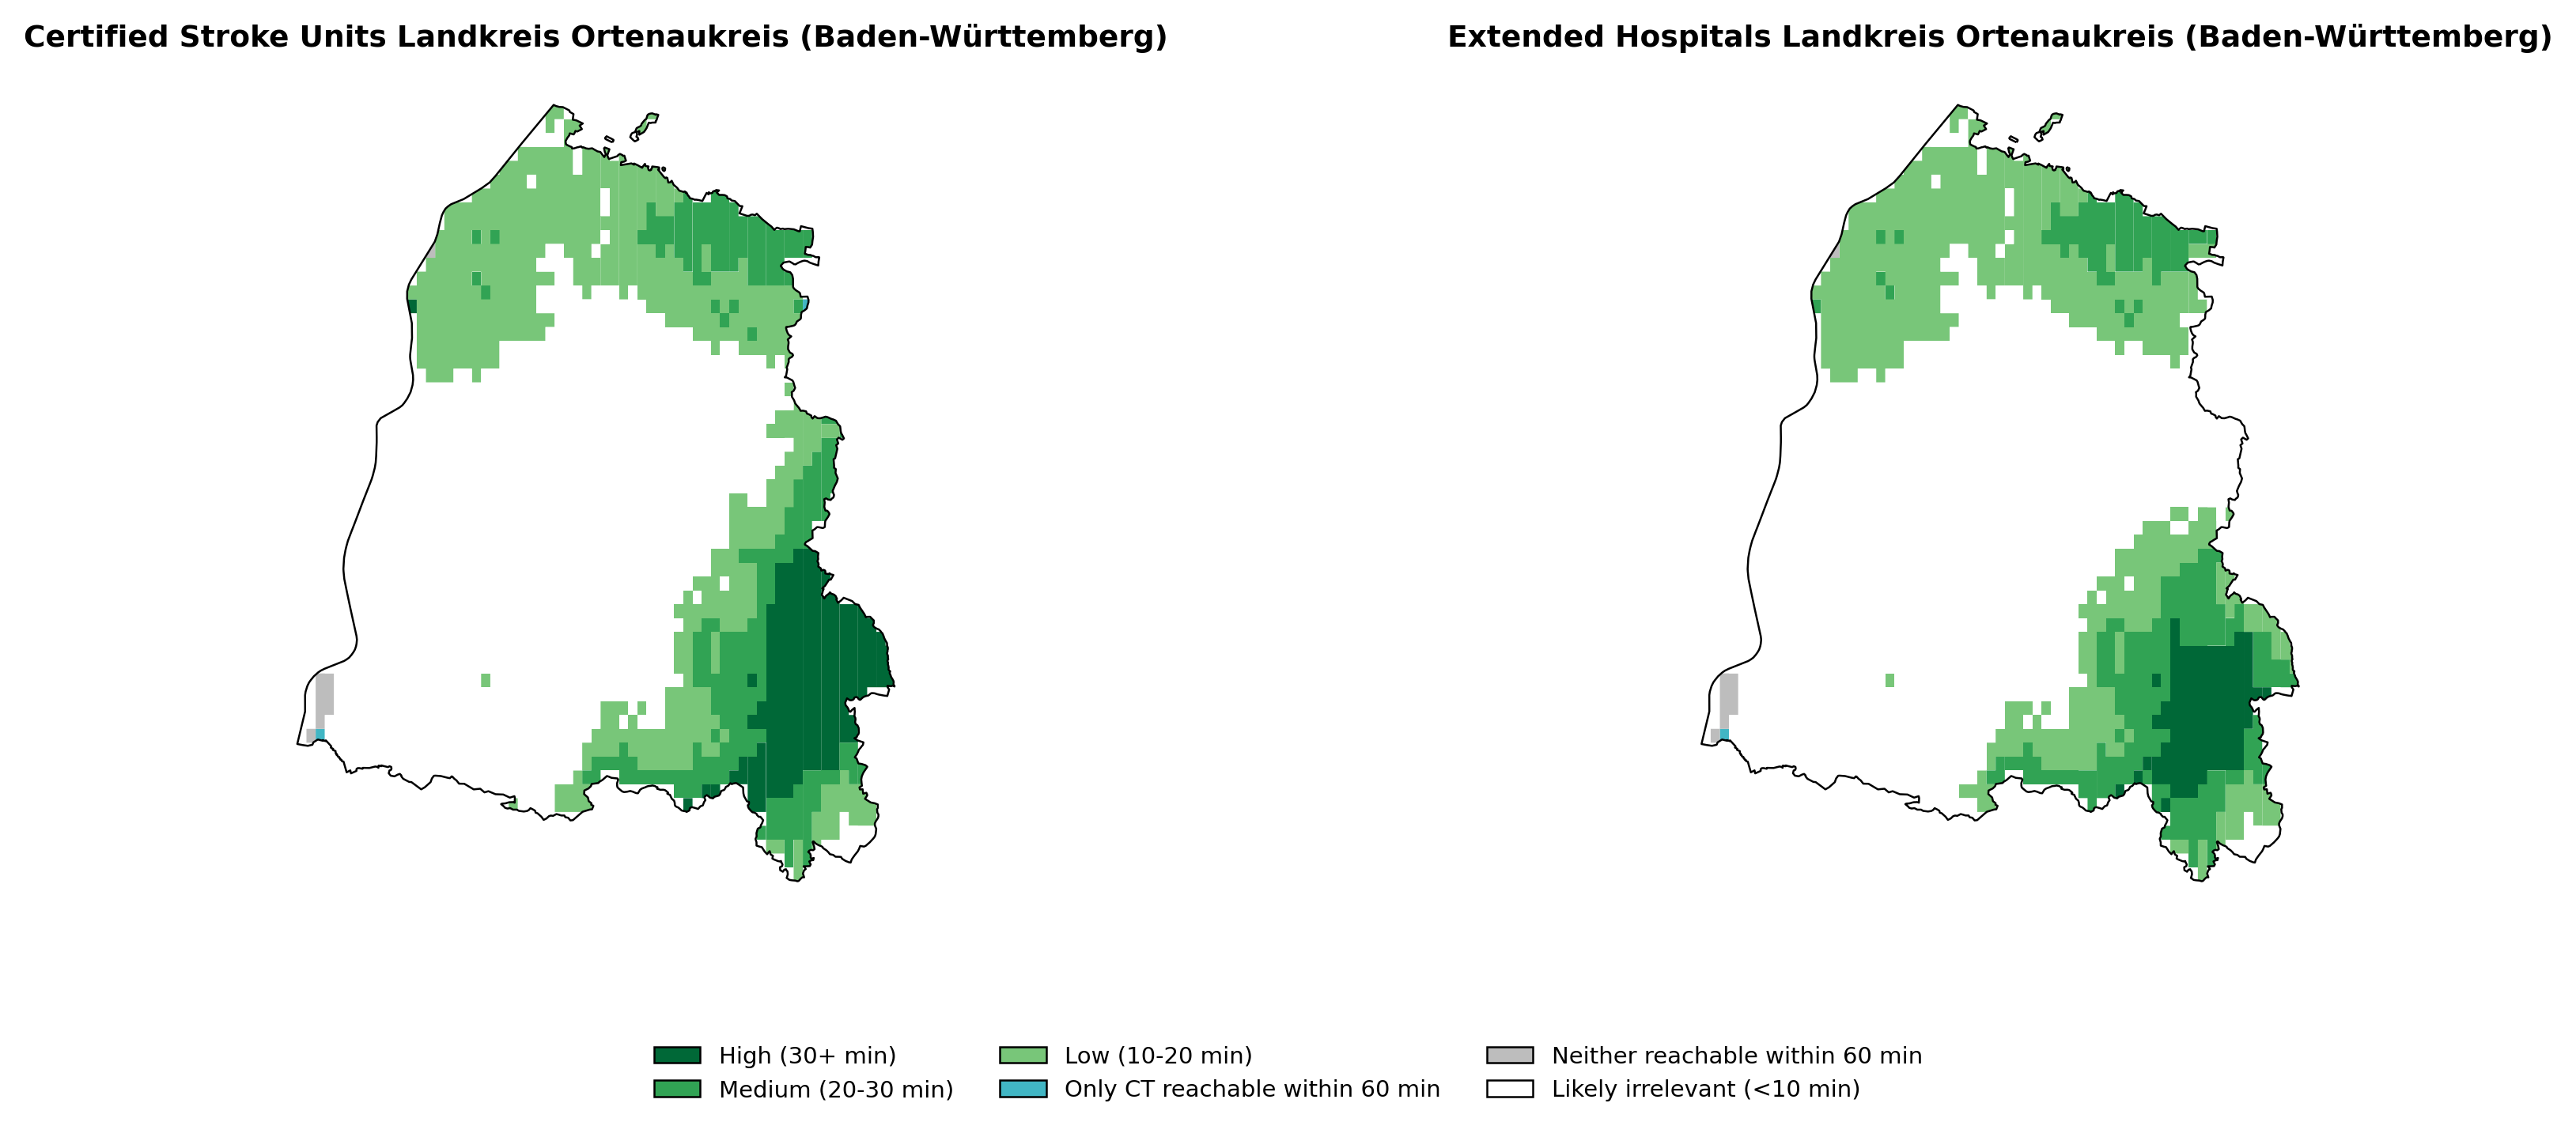 Certified Stroke Units Landkreis Ortenaukreis (Baden-Württemberg)
Extended Hospitals Landkreis Ortenaukreis (Baden-Württemberg)
High (30+ min)
Medium (20-30 min)
Low (10-20 min)
Only CT reachable within 60 min
Neither reachable within 60 min
Likely irrelevant (<10 min)